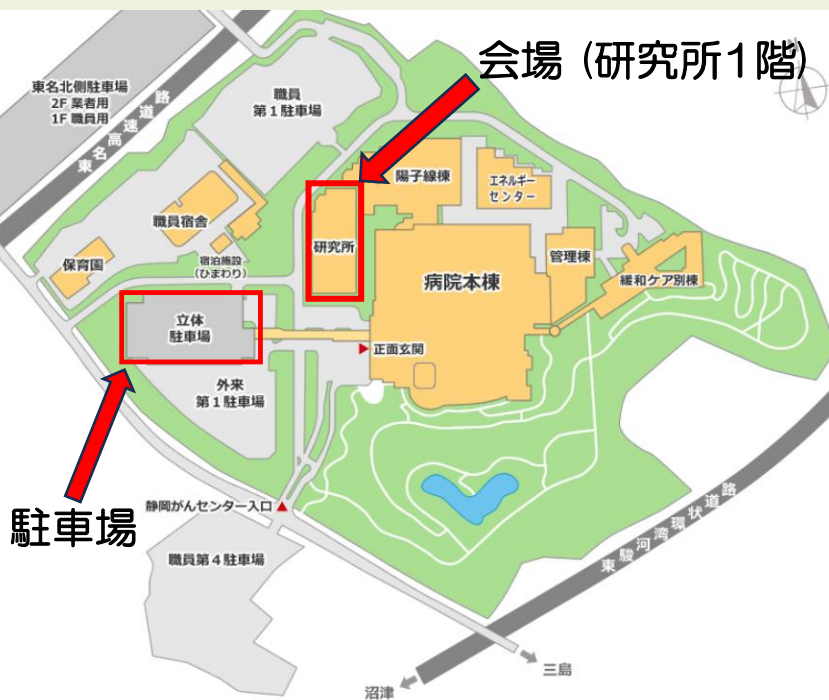 会場（研究所１階）
東名北側駐車場
2F 業者用
1F 職員用
東名高速道路
職員
第１駐車場
陽子線棟
エネルギー
センター
職員宿舎
研究所
管理棟
保育園
宿泊施設
（ひまわり）
病院本棟
緩和ケア別棟
立体
駐車場
正面玄関
外来
第１駐車場
静岡がんセンター入口
駐車場
職員第４駐車場
東駿河湾環状道路
三島
沼津